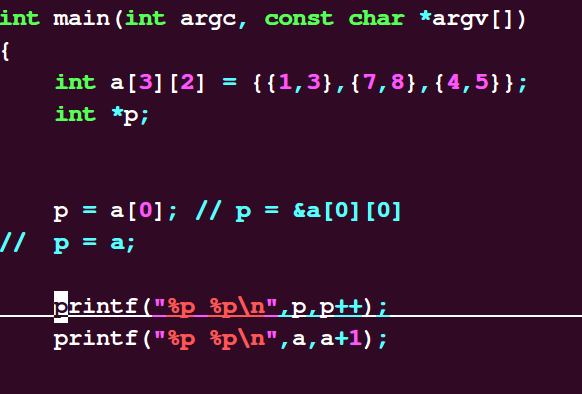 int main(int argc, const char *argv[])
{
    int a[3][2] = {{1,3},{7,8},{4,5}};
    int *p;
    p = a[0]; // p = &a[0][0]
//  p = a;
    printf("%p %p\n",p,p++);
    printf("%p %p\n",a,a+1);